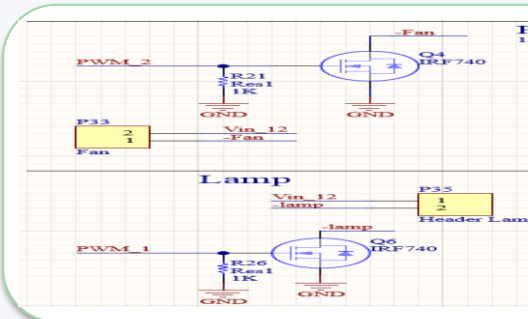 -Fan
PWM_2
Q4
IRF740
R21
Res1
1K
GND
GND
P33
2
1
Vin_12
-Fan
Fan
Lamp
Vin_12
-lamp
P35
1
2
Header Lam
-lamp
PWM_1
Q6
IRF740
R26
Res1
1K
GND
GND